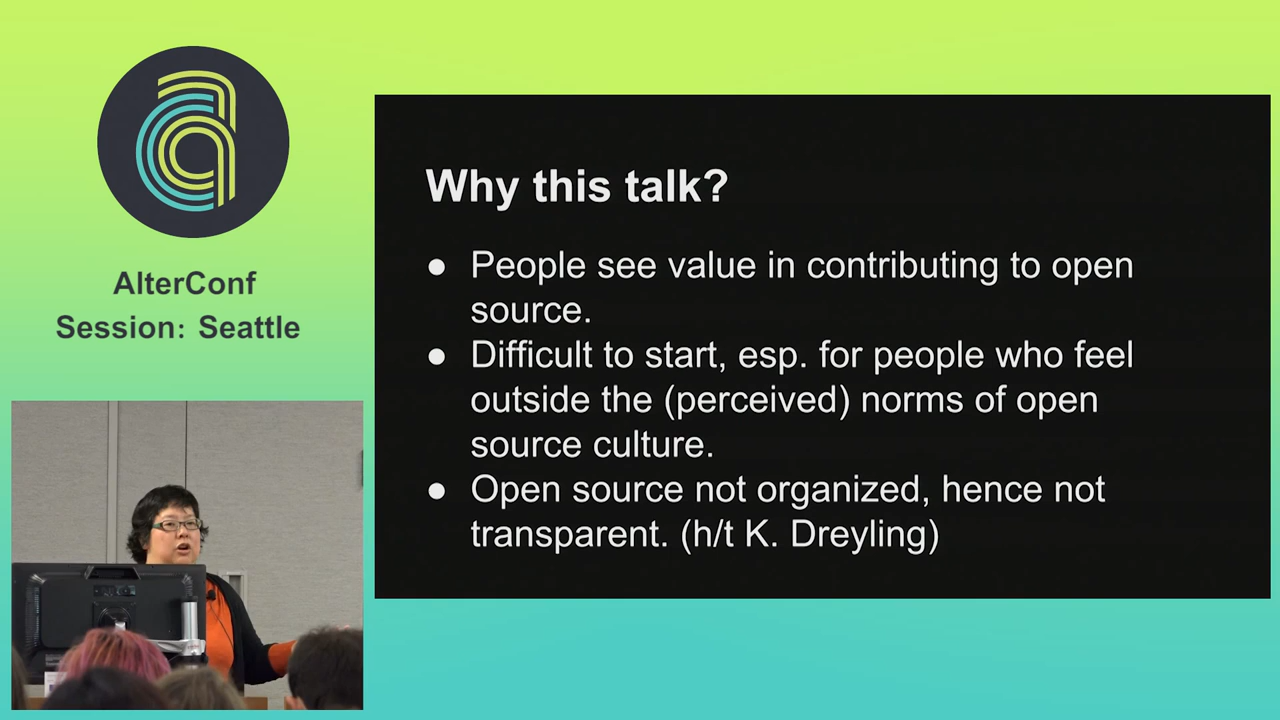 AlterConf
Session: Seattle
Why this talk?
● People see value in contributing to open
source.
● Difficult to start, esp. for people who feel
outside the (perceived) norms of open
source culture.
● Open source not organized, hence not
transparent. (h/t K. Dreyling)